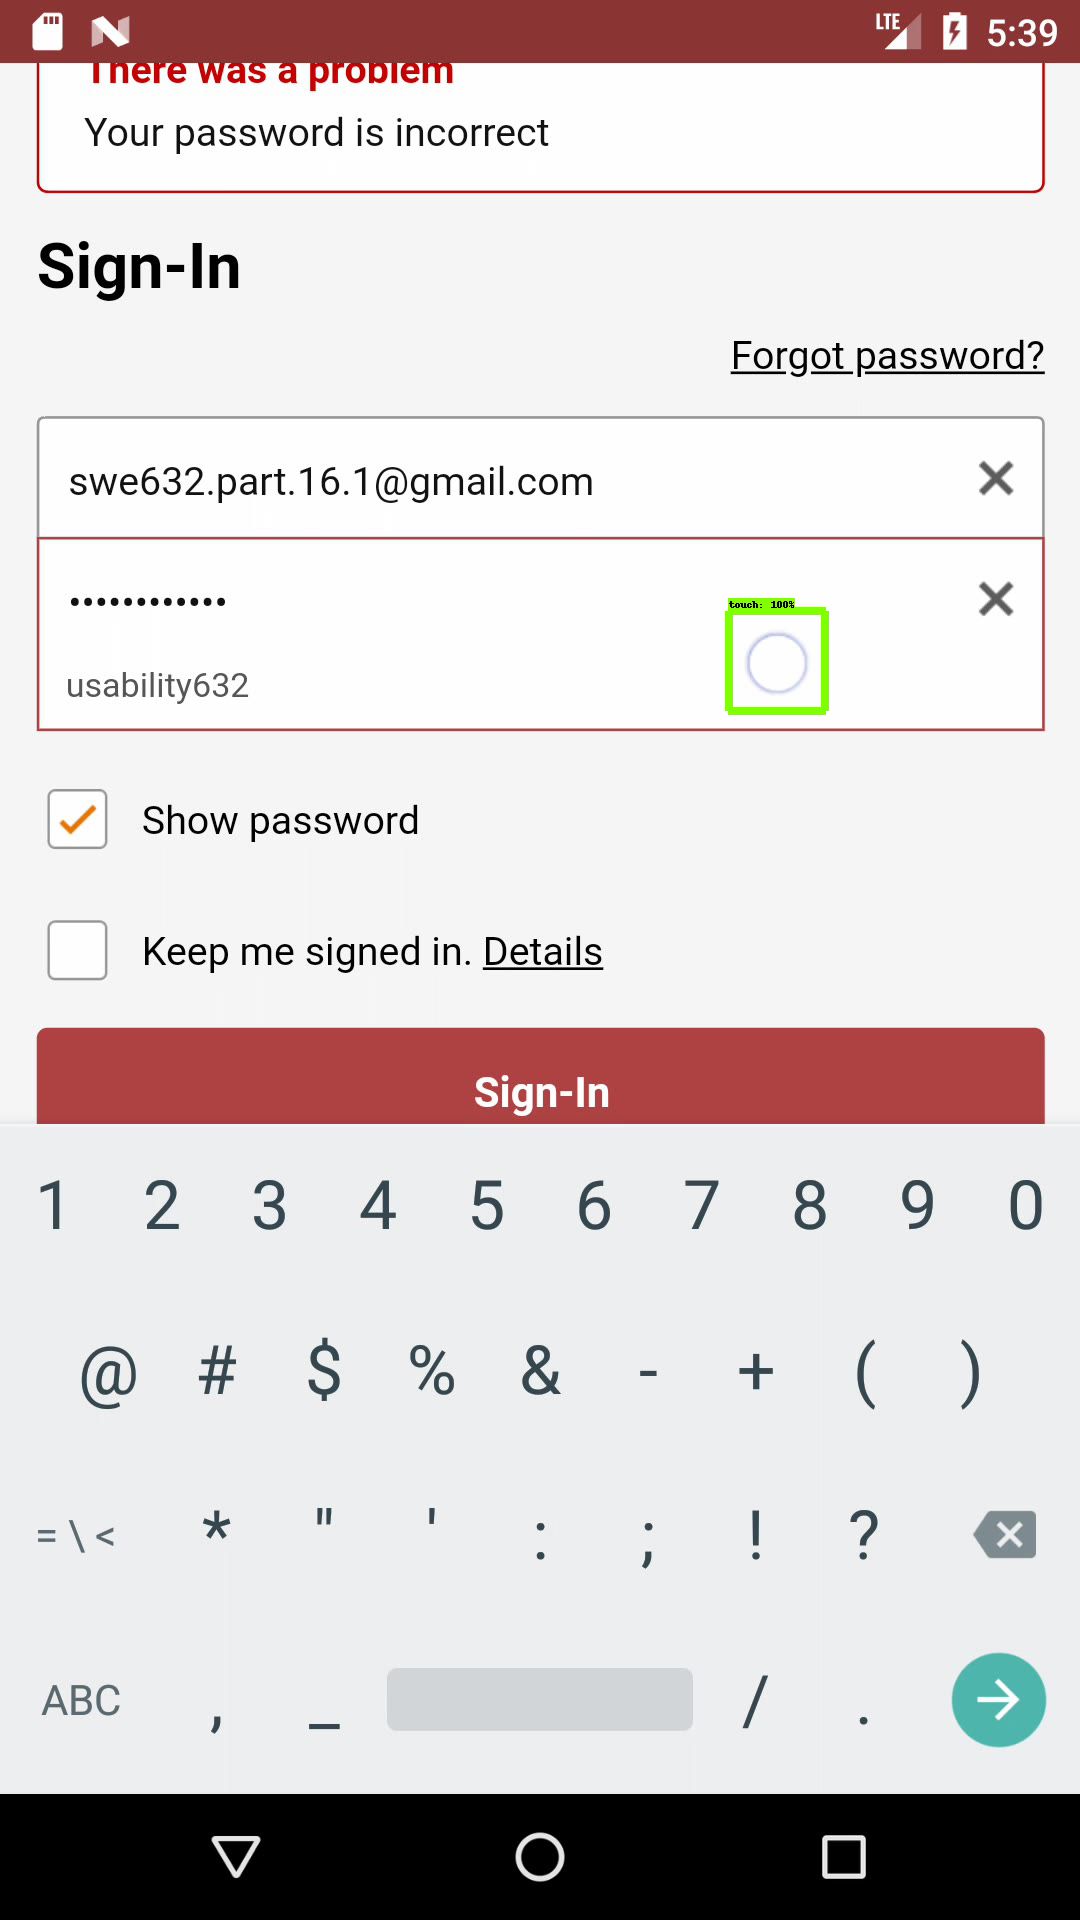 LTE 5:39
There was a problem
Your password is incorrect
Sign-In
Forgot password?
swe632.part.16.1@gmail.com
••••••••••••
touch: 100%
usability632
Show password
Keep me signed in. Details
Sign-In
1 2 3 4 5 6 7 8 9 0
@ # $ % & - + ( )
= \ < * " ' : ; ! ?
ABC , _ / .